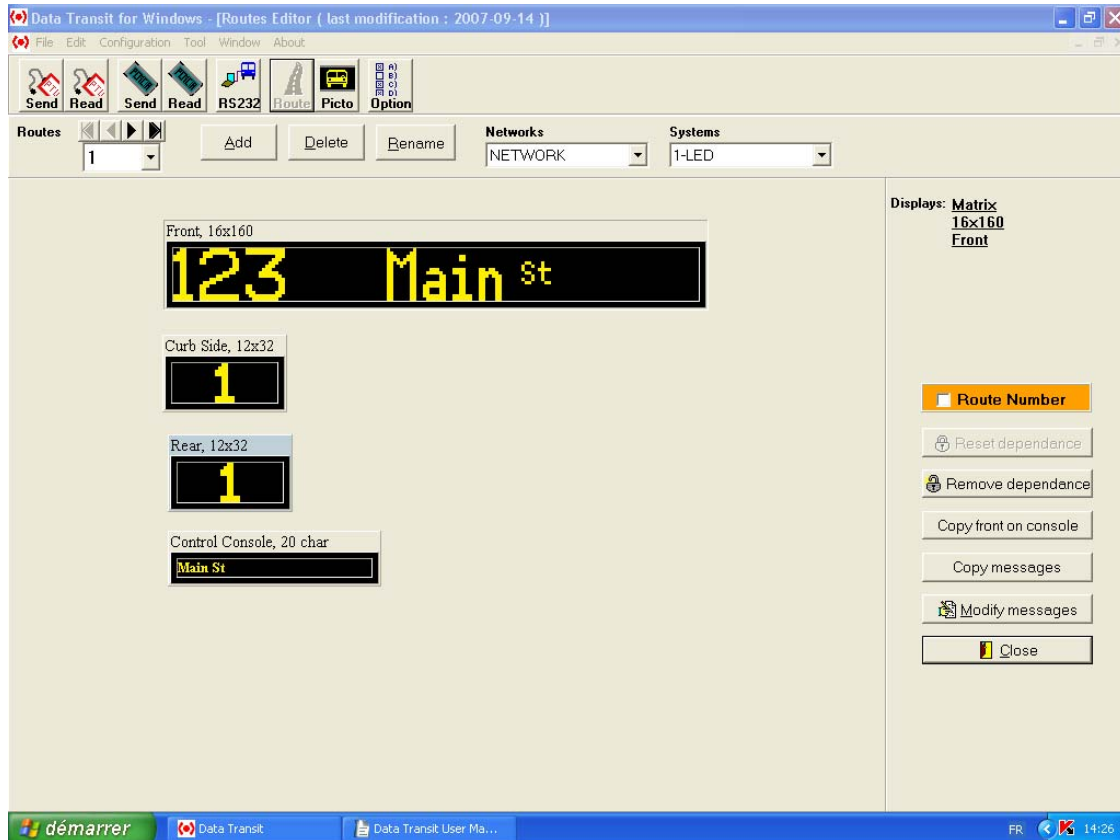 Data Transit for Windows - [Routes Editor ( last modification : 2007-09-14 )]
File Edit Configuration Tool Window About
Send Read Send Read RS232 Route Picto Option
A)
B)
C)
D)
Routes
1
Add Delete Rename
Networks
NETWORK
Systems
1-LED
Displays: Matrix
16x160
Front
Front, 16x160
123 Main St
Curb Side, 12x32
1
Rear, 12x32
1
Control Console, 20 char
Main St
Route Number
Reset dependance
Remove dependance
Copy front on console
Copy messages
Modify messages
Close
démarrer Data Transit Data Transit User Ma... FR 14:26